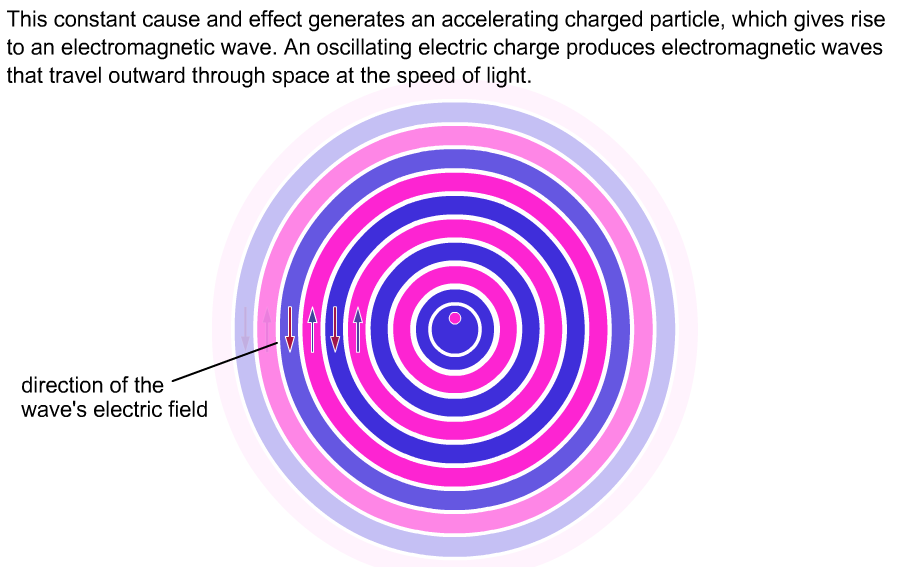 This constant cause and effect generates an accelerating charged particle, which gives rise
to an electromagnetic wave. An oscillating electric charge produces electromagnetic waves
that travel outward through space at the speed of light.
direction of the
wave's electric field